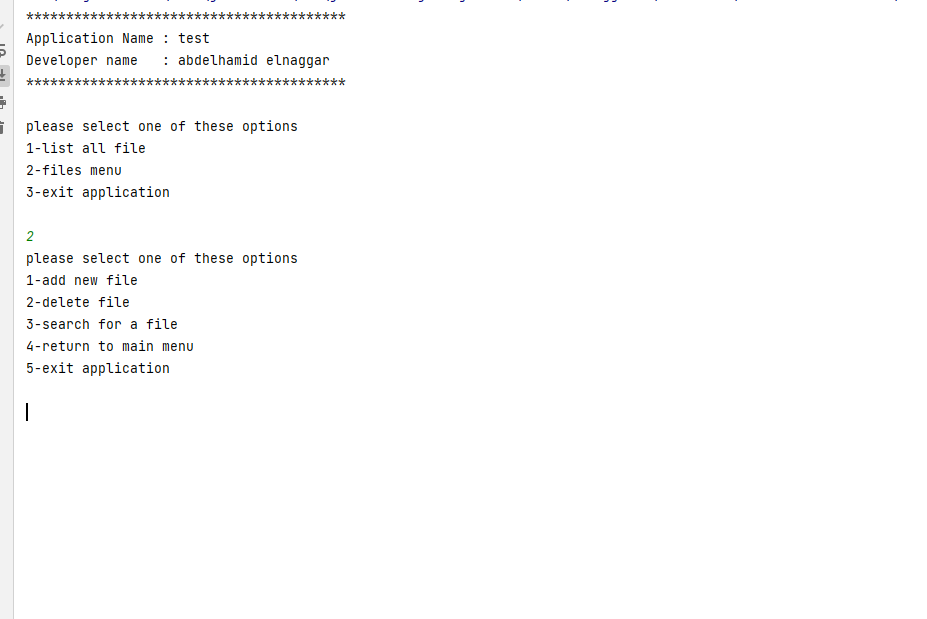 ****************************************
Application Name : test
Developer name   : abdelhamid elnaggar
****************************************
please select one of these options
1-list all file
2-files menu
3-exit application
2
please select one of these options
1-add new file
2-delete file
3-search for a file
4-return to main menu
5-exit application